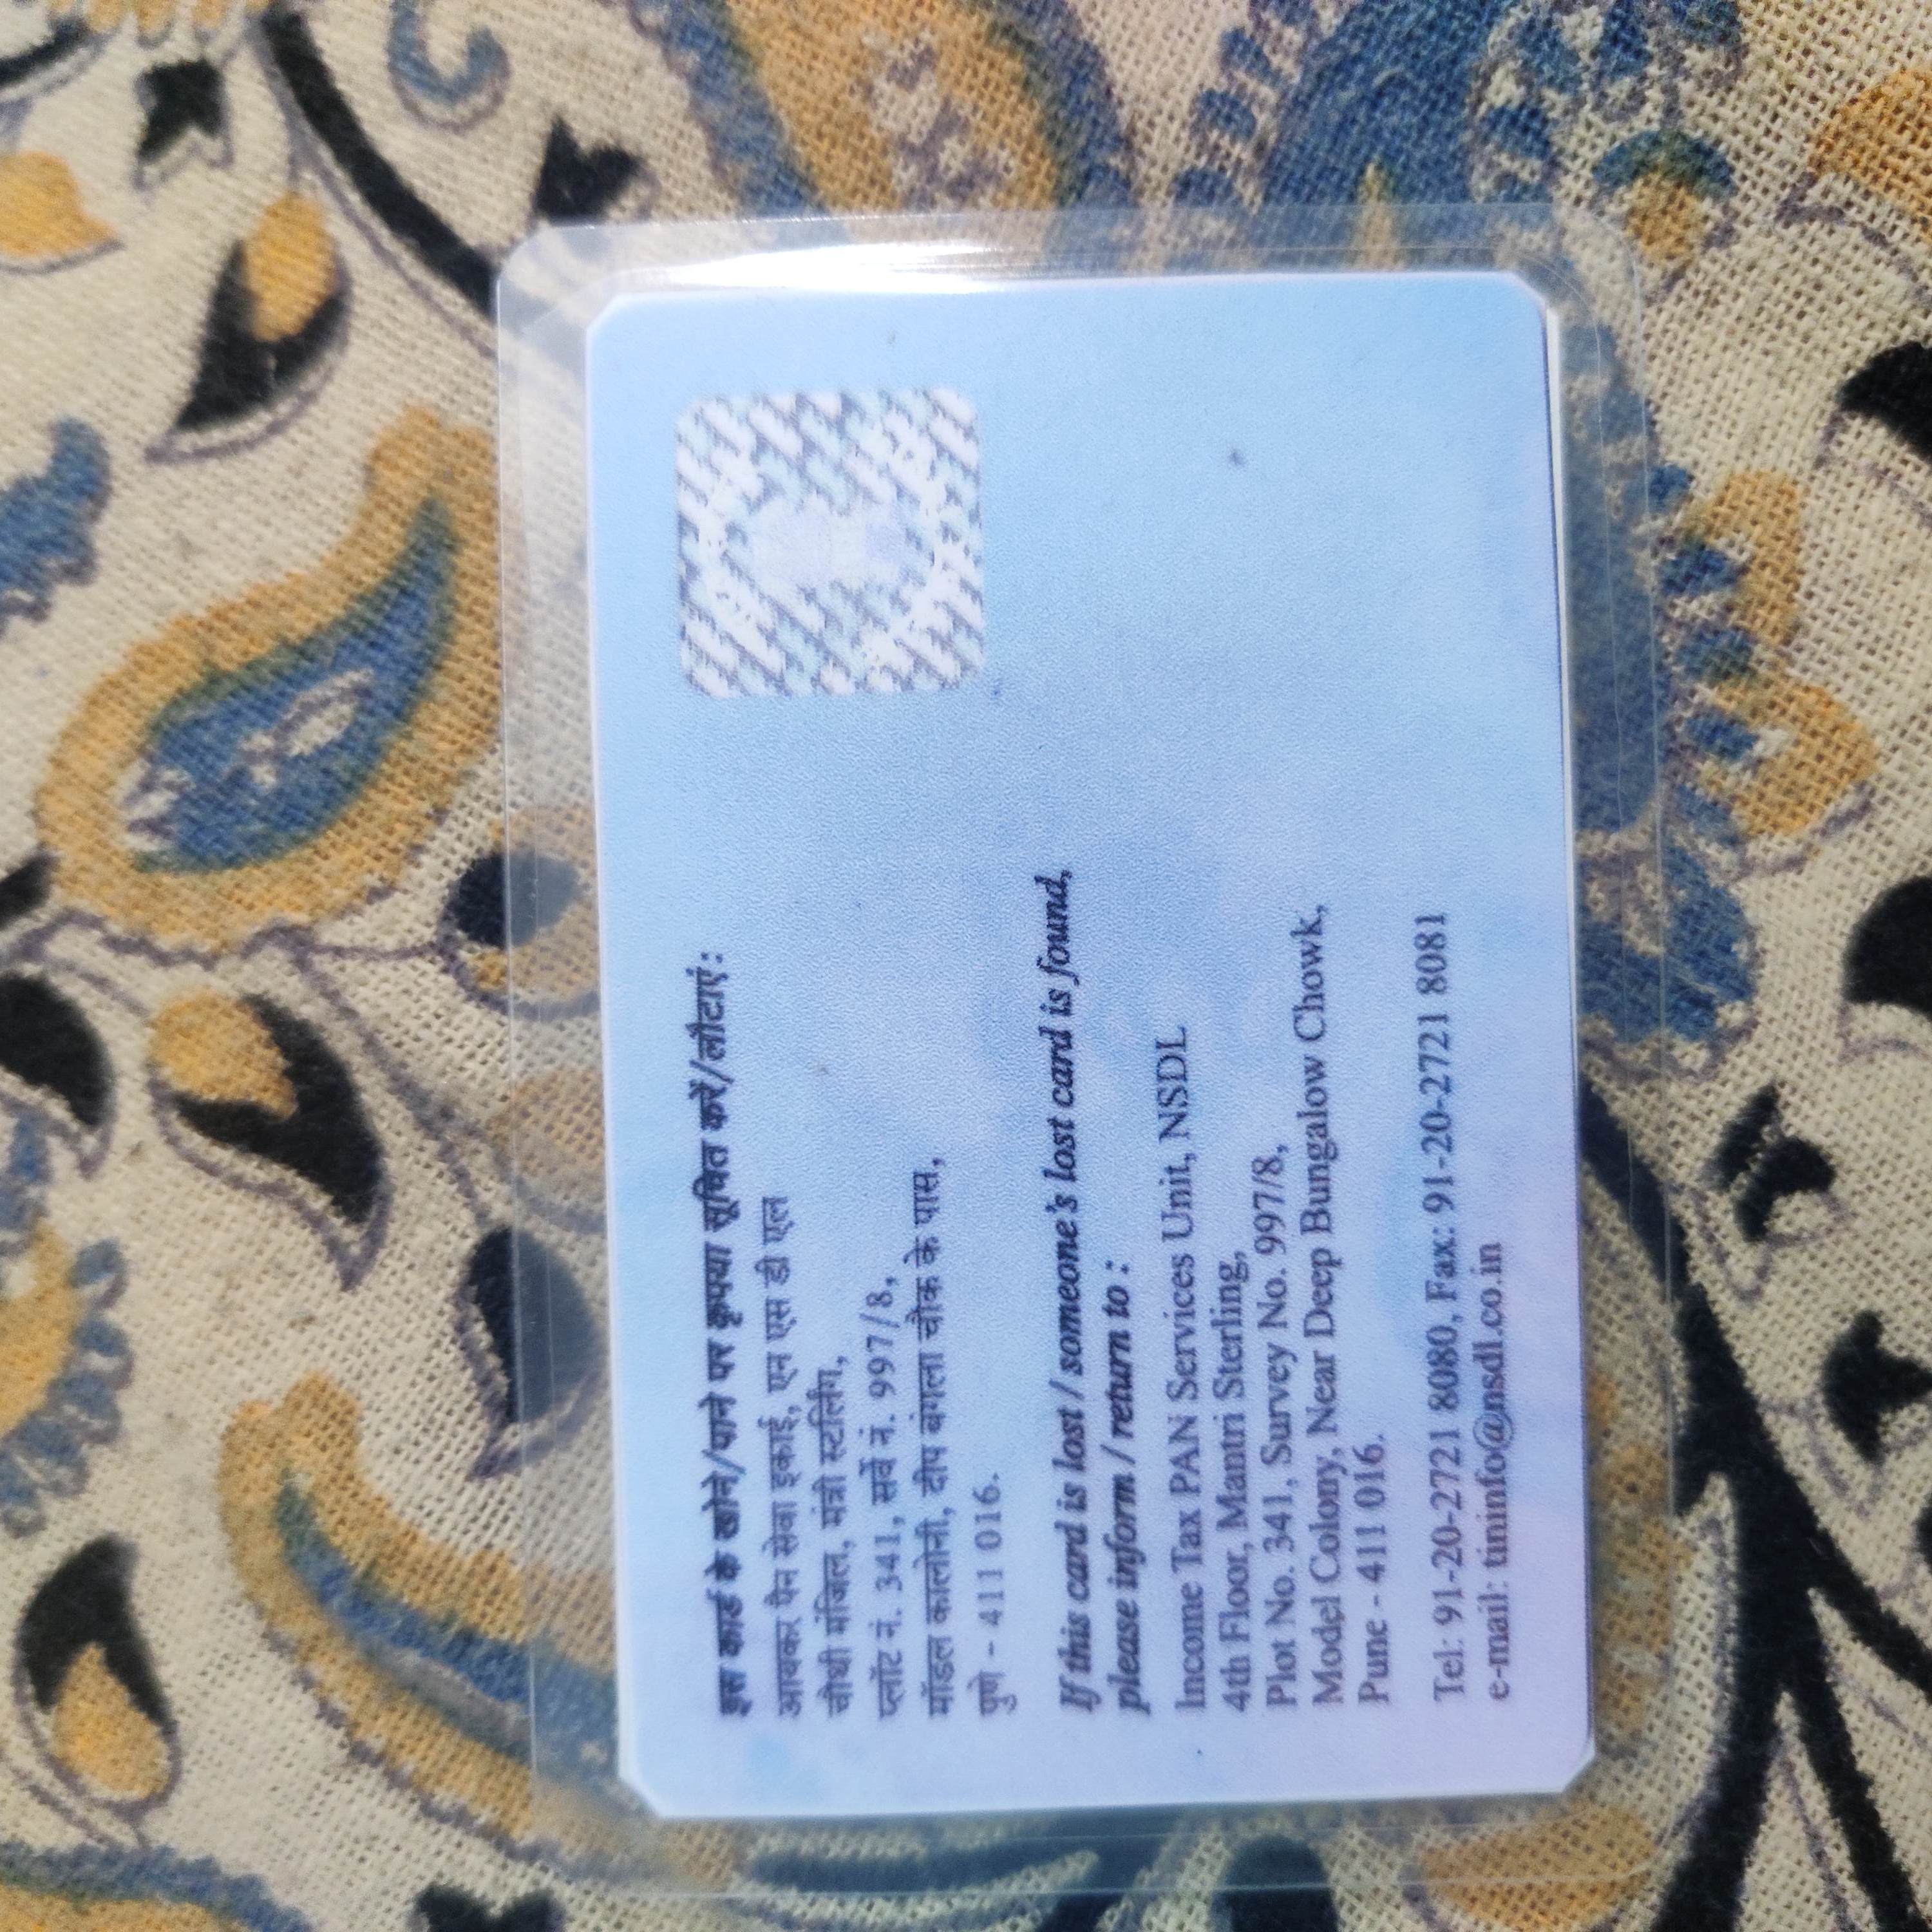 इस कार्ड के खोने/पाने पर कृपया सूचित करें/लौटाएं:
आयकर पैन सेवा इकाई, एन एस डी एल
चौथी मंजिल, मंत्री स्टर्लिंग,
प्लॉट नं. 341, सर्वे नं. 997/8,
मॉडल कालोनी, दीप बंगला चौक के पास,
पुणे - 411 016.
If this card is lost / someone's lost card is found,
please inform / return to :
Income Tax PAN Services Unit, NSDL
4th Floor, Mantri Sterling,
Plot No. 341, Survey No. 997/8,
Model Colony, Near Deep Bungalow Chowk,
Pune - 411 016.
Tel: 91-20-2721 8080, Fax: 91-20-2721 8081
e-mail: tininfo@nsdl.co.in